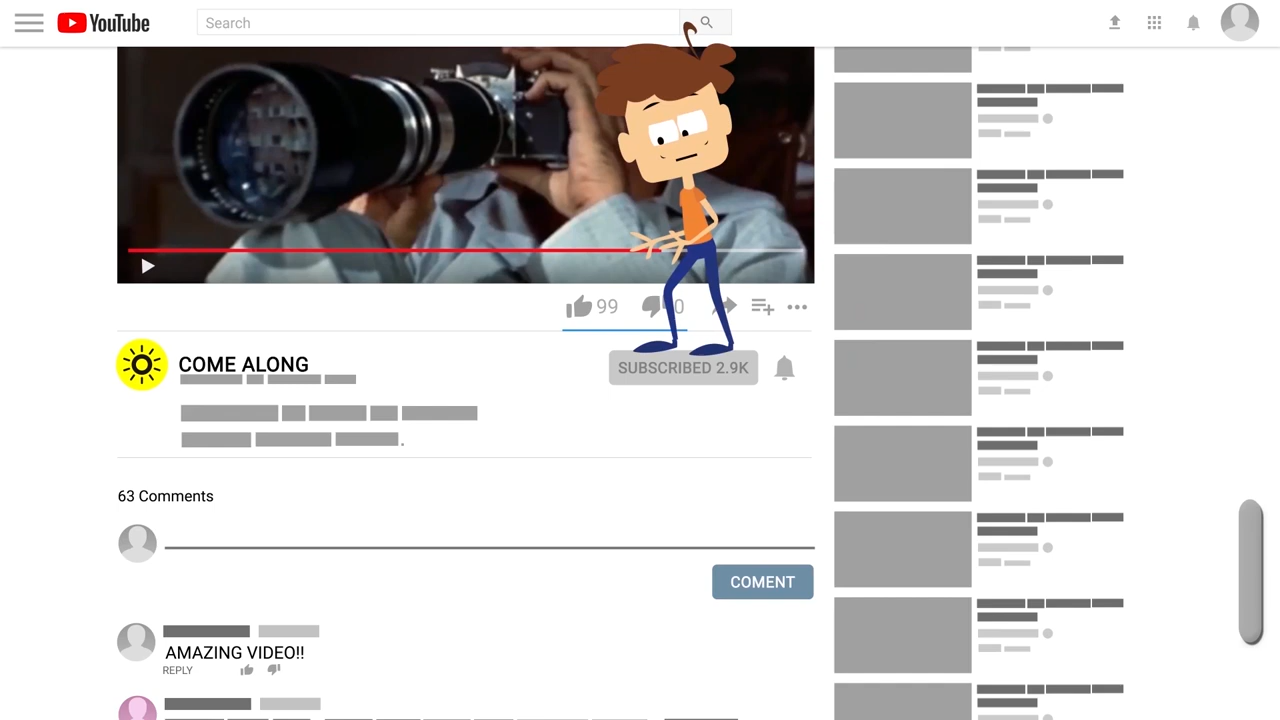 YouTube
Search
99
0
COME ALONG
SUBSCRIBED 2.9K
63 Comments
COMENT
AMAZING VIDEO!!
REPLY